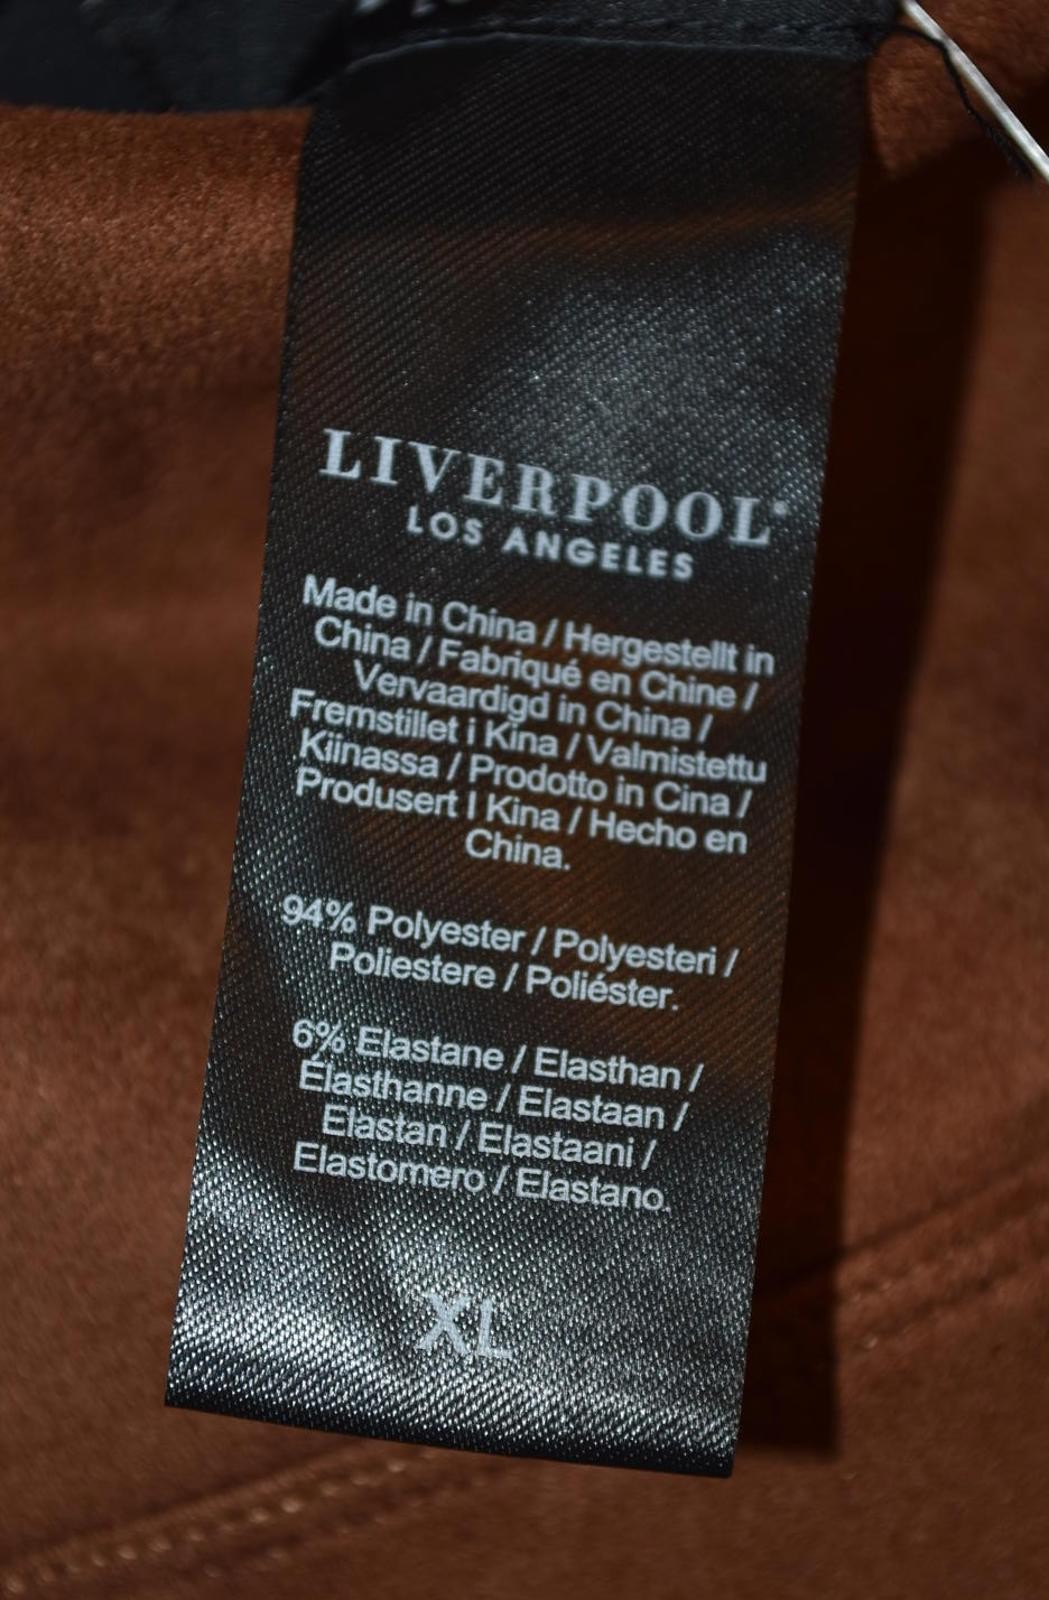 LIVERPOOL
LOS ANGELES
Made in China / Hergestellt in
China / Fabriqué en Chine /
Vervaardigd in China /
Fremstillet i Kina / Valmistettu
Kiinassa / Prodotto in Cina /
Produsert I Kina / Hecho en
China.
94% Polyester / Polyesteri /
Poliestere / Poliéster.
6% Elastane / Elasthan /
Élasthanne / Elastaan /
Elastan / Elastaani /
Elastomero / Elastano.
XL